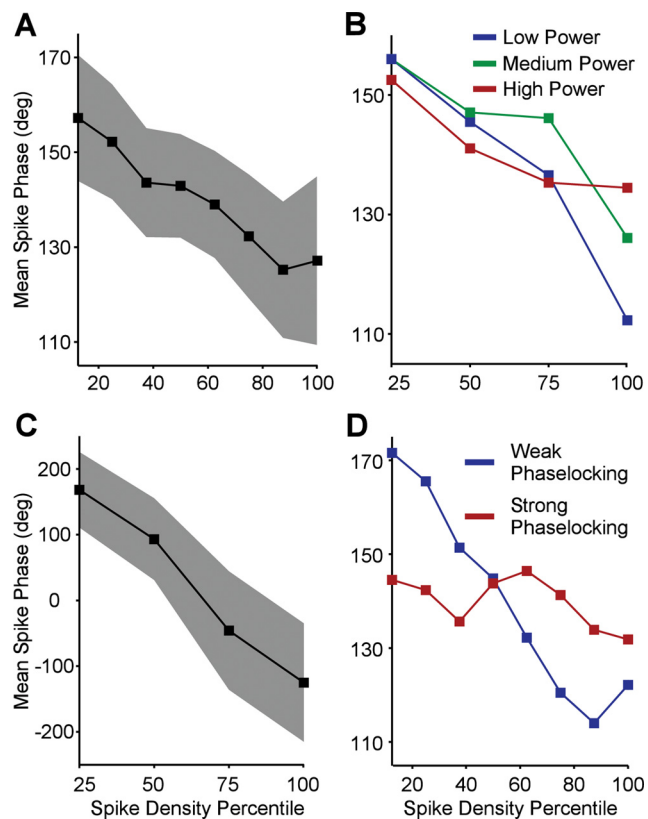 A
Mean Spike Phase (deg)
170
150
130
110
20 40 60 80 100
B
Low Power
Medium Power
High Power
150
130
110
25 50 75 100
C
Mean Spike Phase (deg)
200
100
0
-100
-200
25 50 75 100
Spike Density Percentile
D
Weak
Phaselocking
Strong
Phaselocking
170
150
130
110
20 40 60 80 100
Spike Density Percentile